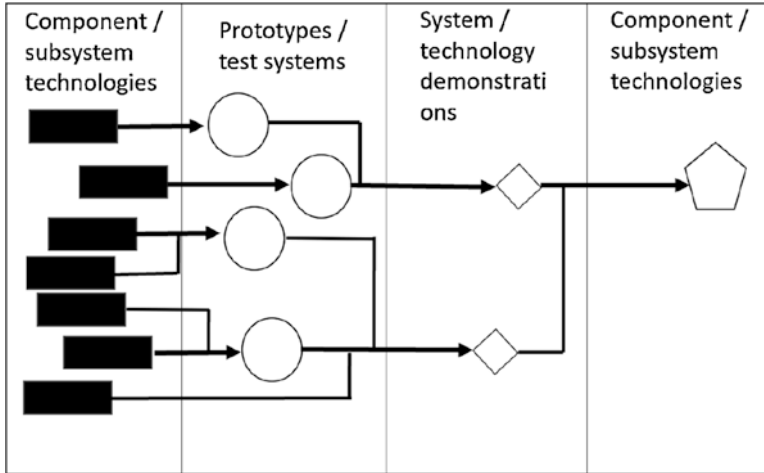 Component /
subsystem
technologies
Prototypes /
test systems
System /
technology
demonstrati
ons
Component /
subsystem
technologies